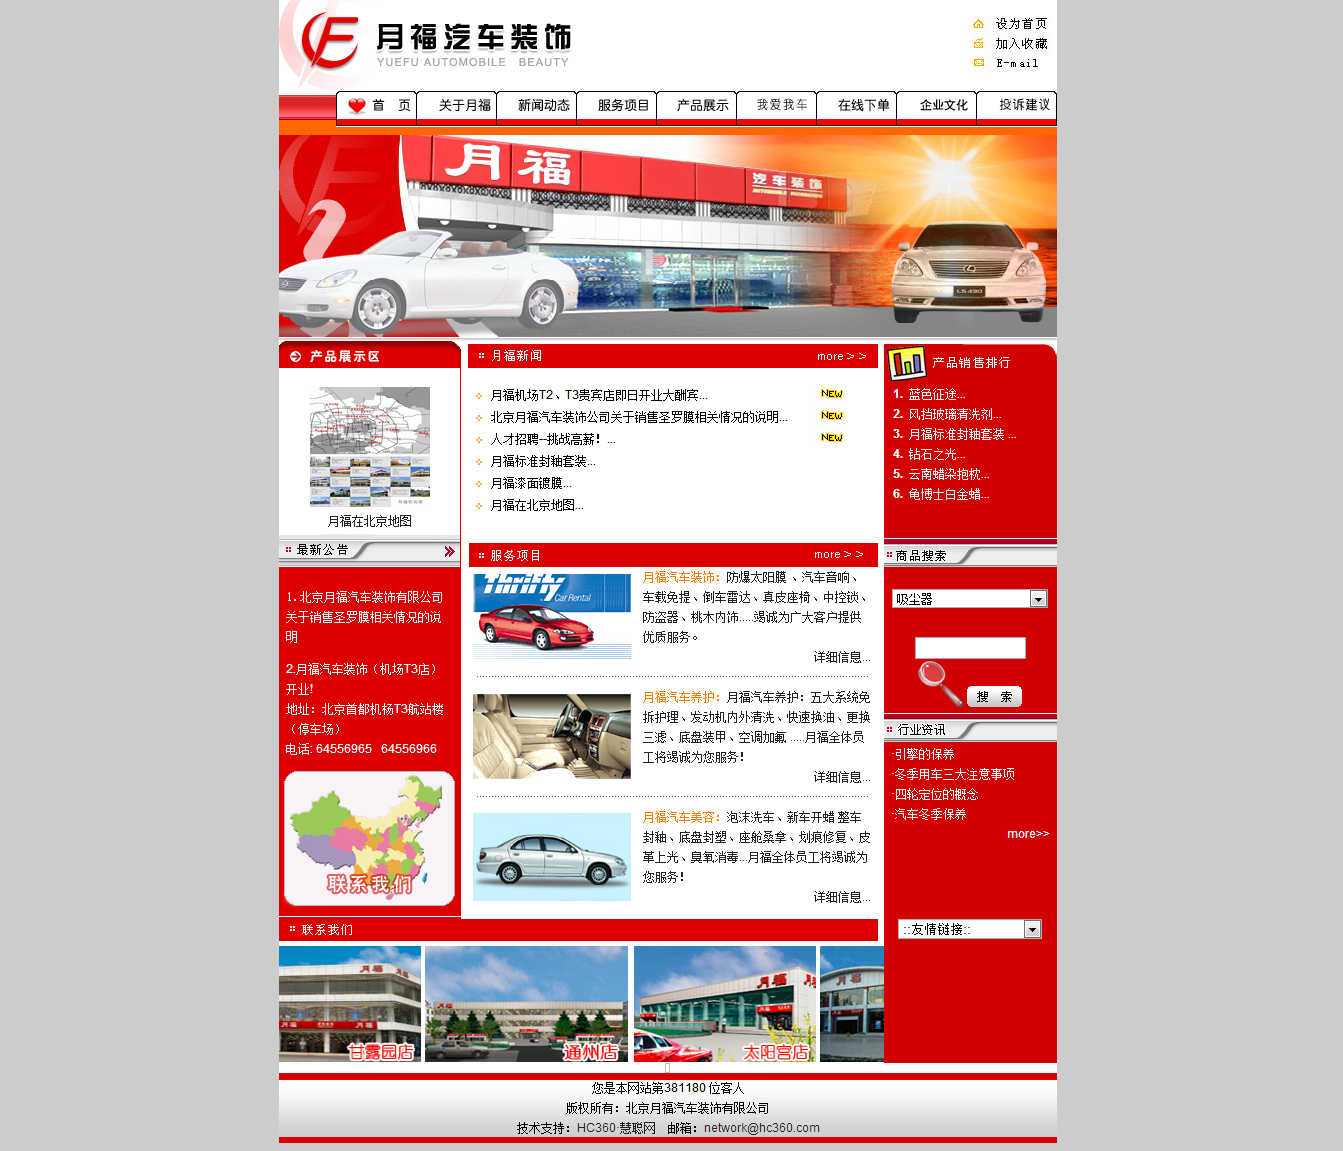 月福汽车装饰
YUEFU AUTOMOBILE BEAUTY
设为首页
加入收藏
E-mail
首 页 关于月福 新闻动态 服务项目 产品展示 我爱我车 在线下单 企业文化 投诉建议
月福 汽车装饰
LS430
产品展示区
月福在北京地图
最新公告
1.北京月福汽车装饰有限公司
关于销售圣罗膜相关情况的说
明
2.月福汽车装饰（机场T3店）
开业!
地址：北京首都机杨T3航站楼
（停车场）
电话: 64556965 64556966
联系我们
月福新闻 more > >
月福机场T2、T3贵宾店即日开业大酬宾... NEW
北京月福汽车装饰公司关于销售圣罗膜相关情况的说明... NEW
人才招聘--挑战高薪！... NEW
月福标准封釉套装...
月福漆面镀膜...
月福在北京地图...
服务项目 more > >
Thrifty
Car Rental
月福汽车装饰：防爆太阳膜 、汽车音响、
车载免提、倒车雷达、真皮座椅、中控锁、
防盗器、桃木内饰.....竭诚为广大客户提供
优质服务。
详细信息...
月福汽车养护：月福汽车养护：五大系统免
拆护理、发动机内外清洗、快速换油、更换
三滤、底盘装甲、空调加氟 .....月福全体员
工将竭诚为您服务！
详细信息...
月福汽车美容：泡沫洗车、新车开蜡 整车
封釉、底盘封塑、座舱桑拿、划痕修复、皮
革上光、臭氧消毒...月福全体员工将竭诚为
您服务！
详细信息...
产品销售排行
1. 蓝色征途...
2. 风挡玻璃清洗剂...
3. 月福标准封釉套装 ...
4. 钻石之光...
5. 云南蜡染抱枕...
6. 龟博士白金蜡...
商品搜索
吸尘器
搜 索
行业资讯
·引擎的保养
·冬季用车三大注意事项
·四轮定位的概念
·汽车冬季保养
more>>
::友情链接::
联系我们
月福 月福
甘露园店
月福
通州店
月福
太阳宫店
月福
您是本网站第381180 位客人
版权所有：北京月福汽车装饰有限公司
技术支持：HC360·慧聪网 邮箱：network@hc360.com